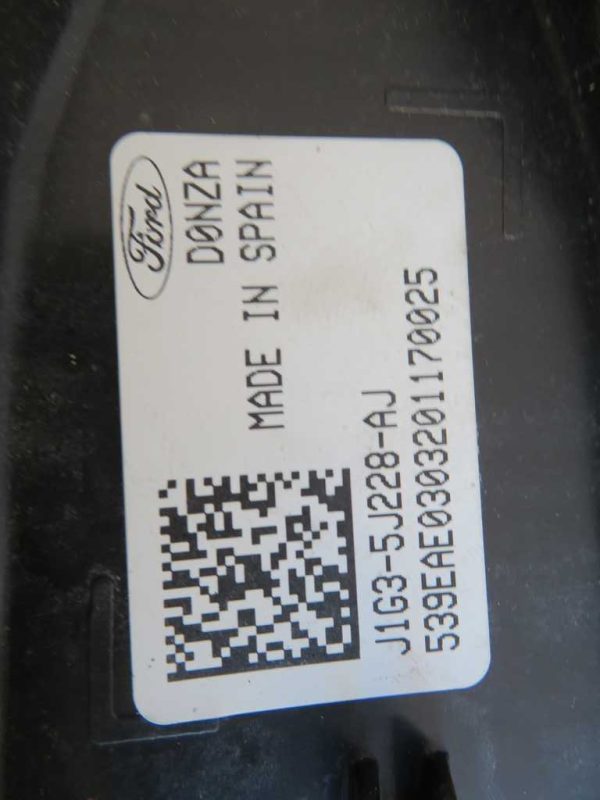 Ford
D0NZA
MADE IN SPAIN
J1G3-5J228-AJ
539EAE0303201170025